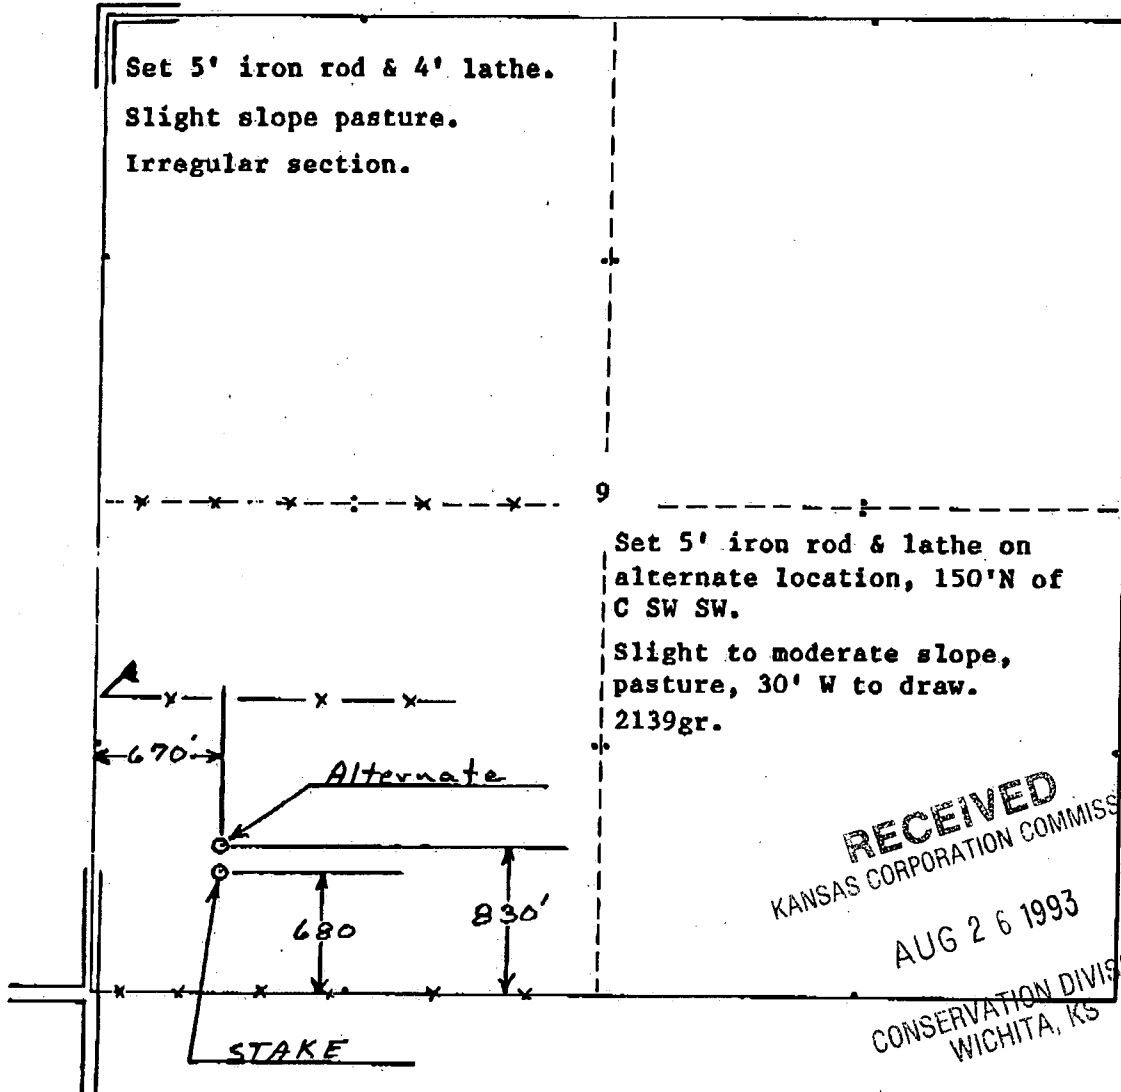 Set 5' iron rod & 4' lathe.
Slight slope pasture.
Irregular section.
9
Set 5' iron rod & lathe on
alternate location, 150'N of
C SW SW.
Slight to moderate slope,
pasture, 30' W to draw.
2139gr.
670'
Alternate
680
830'
STAKE
RECEIVED
KANSAS CORPORATION COMMISS
AUG 26 1993
CONSERVATION DIVIS
WICHITA, KS